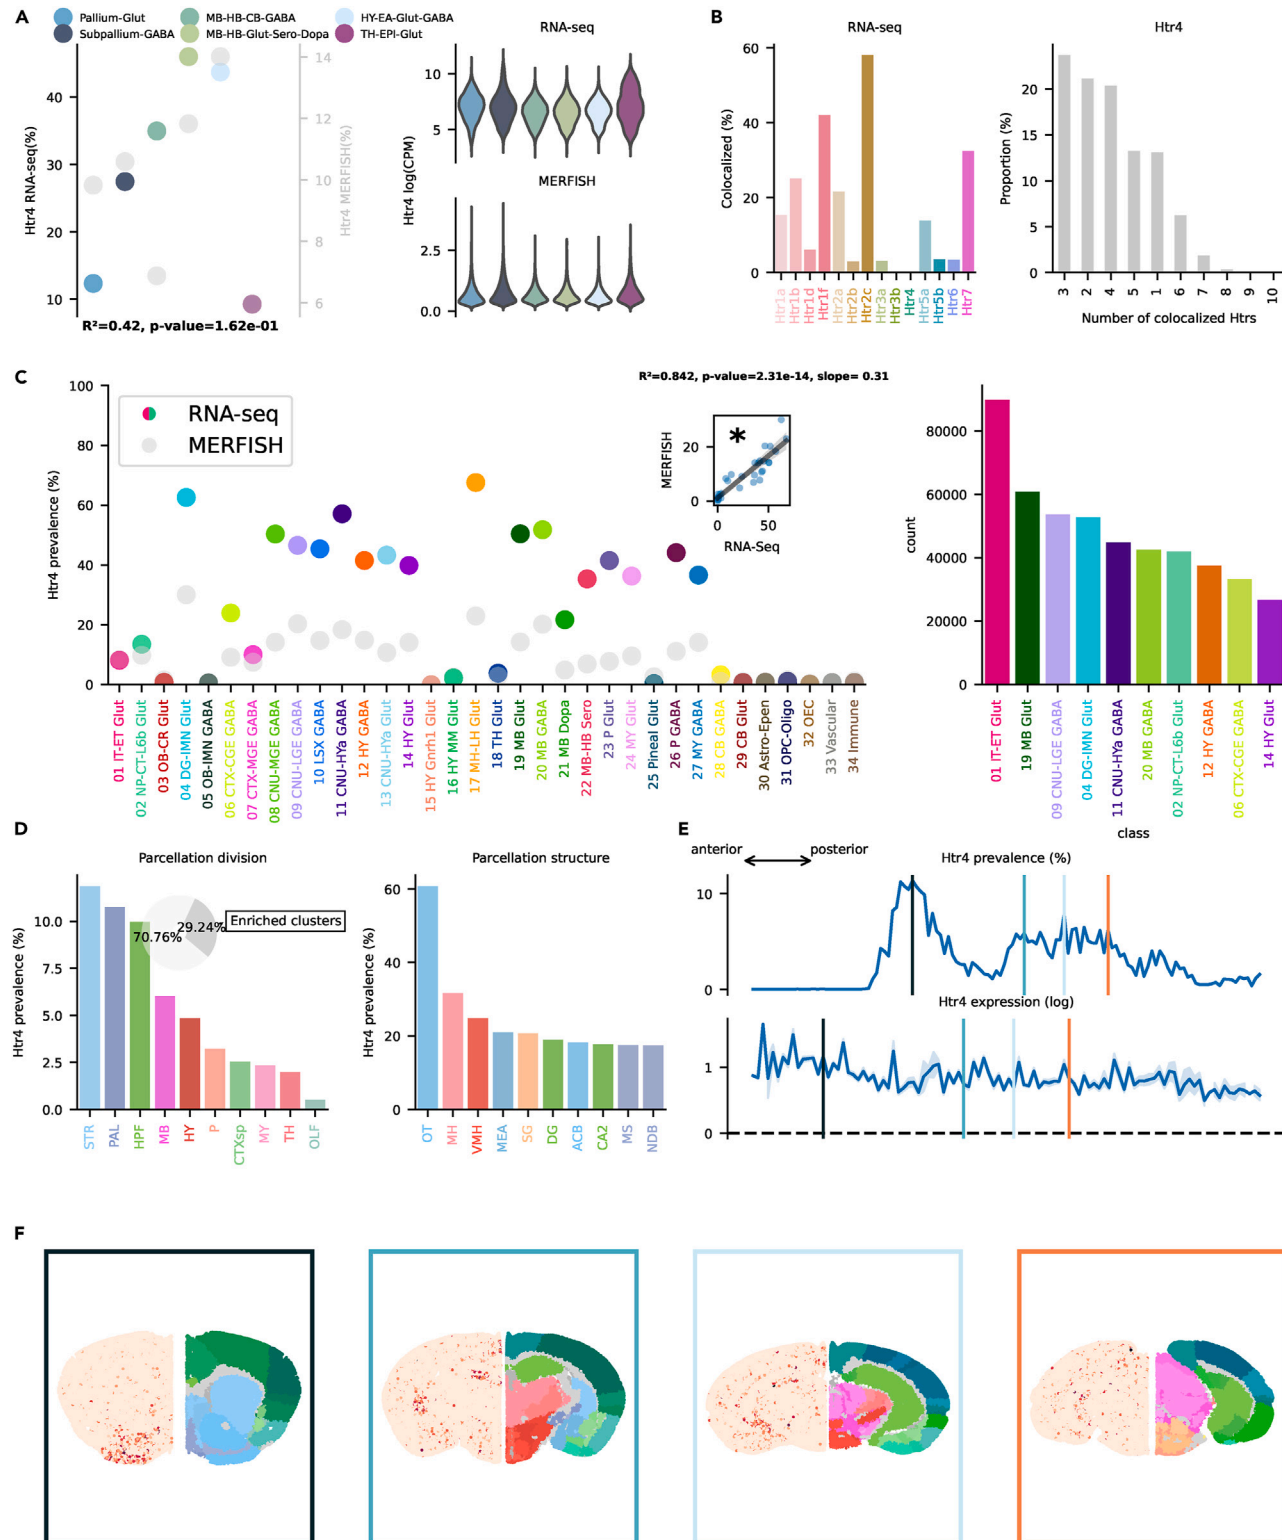 A
Pallium-Glut
MB-HB-CB-GABA
HY-EA-Glut-GABA
Subpallium-GABA
MB-HB-Glut-Sero-Dopa
TH-EPI-Glut
Htr4 RNA-seq(%)
40
30
20
10
Htr4 MERFISH(%)
14
12
10
8
6
R²=0.42, p-value=1.62e-01
RNA-seq
10
5
Htr4 log(CPM)
MERFISH
2.5
0.0
B
RNA-seq
Colocalized (%)
60
40
20
0
Htr1a
Htr1b
Htr1d
Htr1f
Htr2a
Htr2b
Htr2c
Htr3a
Htr3b
Htr4
Htr5a
Htr5b
Htr6
Htr7
Htr4
Proportion (%)
20
15
10
5
0
3 2 4 5 1 6 7 8 9 10
Number of colocalized Htrs
C
Htr4 prevalence (%)
100
80
60
40
20
0
RNA-seq
MERFISH
R²=0.842, p-value=2.31e-14, slope= 0.31
MERFISH
20
0
*
0 50
RNA-Seq
01 IT-ET Glut
02 NP-CT-L6b Glut
03 OB-CR Glut
04 DG-IMN Glut
05 OB-IMN GABA
06 CTX-CGE GABA
07 CTX-MGE GABA
08 CNU-MGE GABA
09 CNU-LGE GABA
10 LSX GABA
11 CNU-HYa GABA
12 HY GABA
13 CNU-HYa Glut
14 HY Glut
15 HY Gnrh1 Glut
16 HY MM Glut
17 MH-LH Glut
18 TH Glut
19 MB Glut
20 MB GABA
21 MB Dopa
22 MB-HB Sero
23 P Glut
24 MY Glut
25 Pineal Glut
26 P GABA
27 MY GABA
28 CB GABA
29 CB Glut
30 Astro-Epen
31 OPC-Oligo
32 OEC
33 Vascular
34 Immune
count
80000
60000
40000
20000
0
01 IT-ET Glut
19 MB Glut
09 CNU-LGE GABA
04 DG-IMN Glut
11 CNU-HYa GABA
20 MB GABA
02 NP-CT-L6b Glut
12 HY GABA
06 CTX-CGE GABA
14 HY Glut
class
D
Parcellation division
Htr4 prevalence (%)
10.0
7.5
5.0
2.5
0.0
70.76%
29.24%
Enriched clusters
STR
PAL
HPF
MB
HY
P
CTXsp
MY
TH
OLF
Parcellation structure
Htr4 prevalence (%)
60
40
20
0
OT
MH
VMH
MEA
SG
DG
ACB
CA2
MS
NDB
E
anterior
posterior
Htr4 prevalence (%)
10
0
Htr4 expression (log)
1
0
F